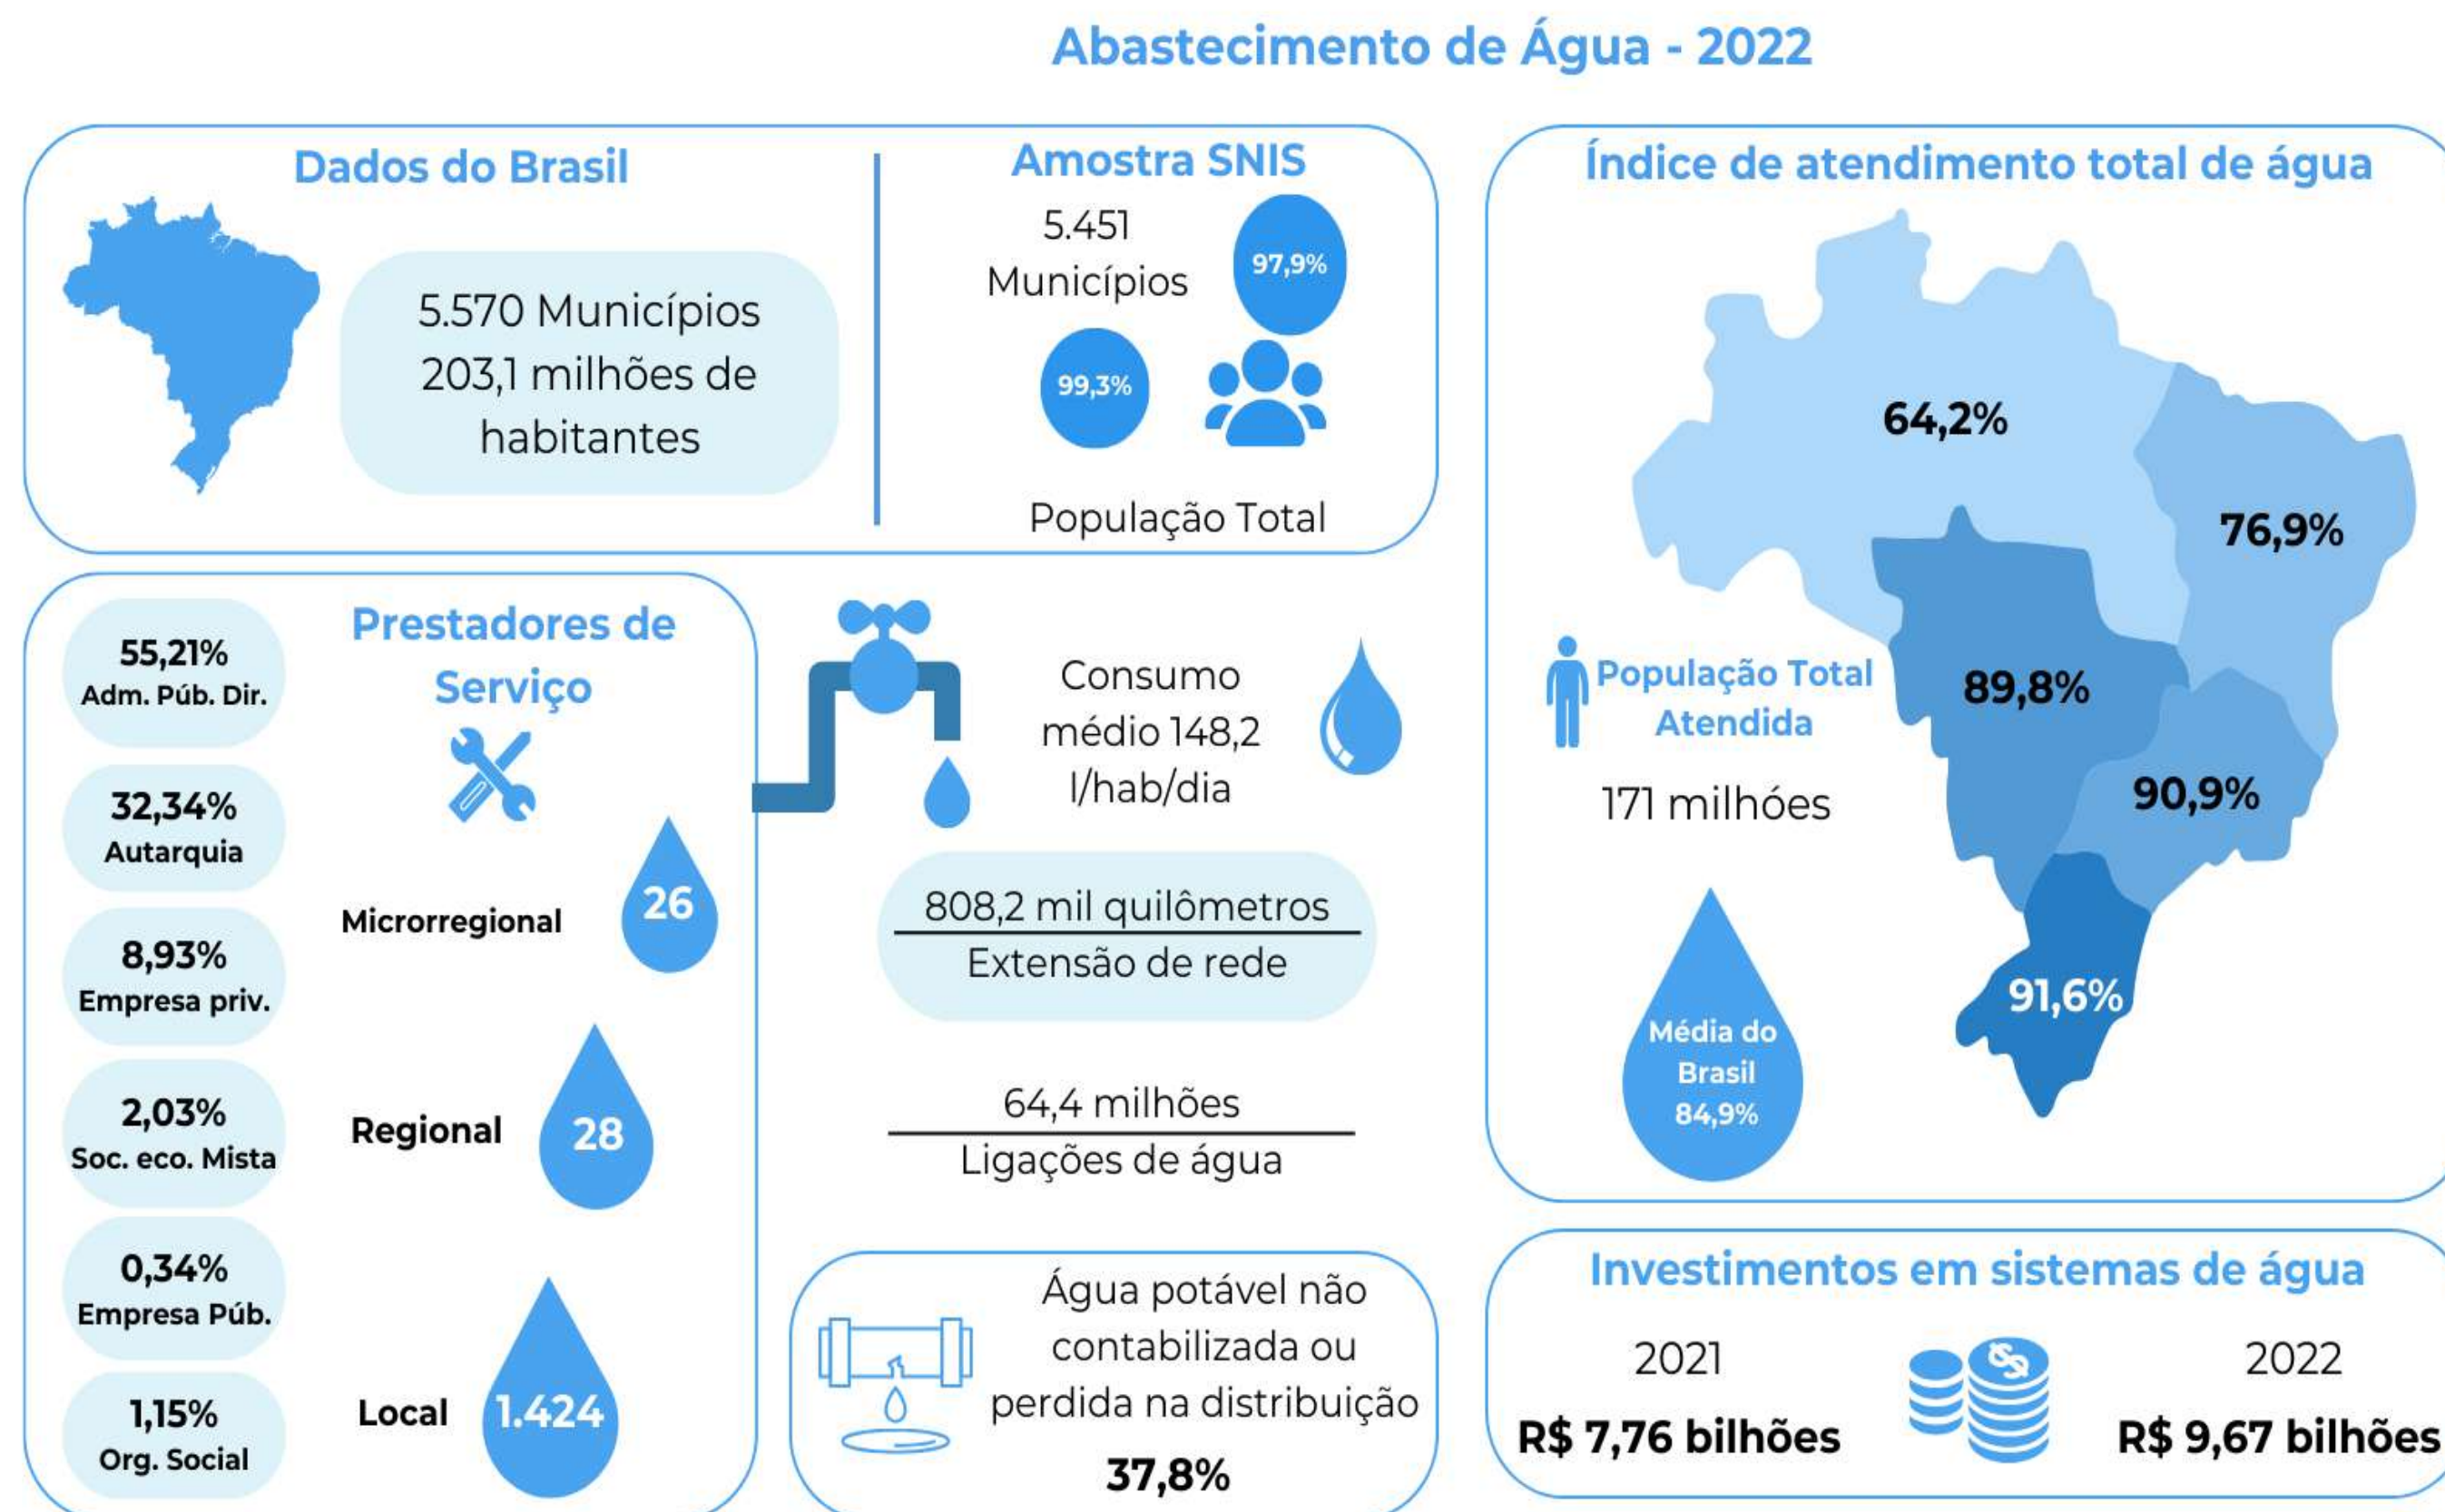 Abastecimento de Água - 2022
Dados do Brasil
5.570 Municípios
203,1 milhões de
habitantes
Amostra SNIS
5.451
Municípios
97,9%
99,3%
População Total
Prestadores de
Serviço
55,21%
Adm. Púb. Dir.
32,34%
Autarquia
8,93%
Empresa priv.
2,03%
Soc. eco. Mista
0,34%
Empresa Púb.
1,15%
Org. Social
Microrregional
26
Regional
28
Local
1.424
Consumo
médio 148,2
l/hab/dia
808,2 mil quilômetros
Extensão de rede
64,4 milhões
Ligações de água
Água potável não
contabilizada ou
perdida na distribuição
37,8%
Índice de atendimento total de água
64,2%
76,9%
89,8%
90,9%
91,6%
População Total
Atendida
171 milhóes
Média do
Brasil
84,9%
Investimentos em sistemas de água
2021
R$ 7,76 bilhões
2022
R$ 9,67 bilhões